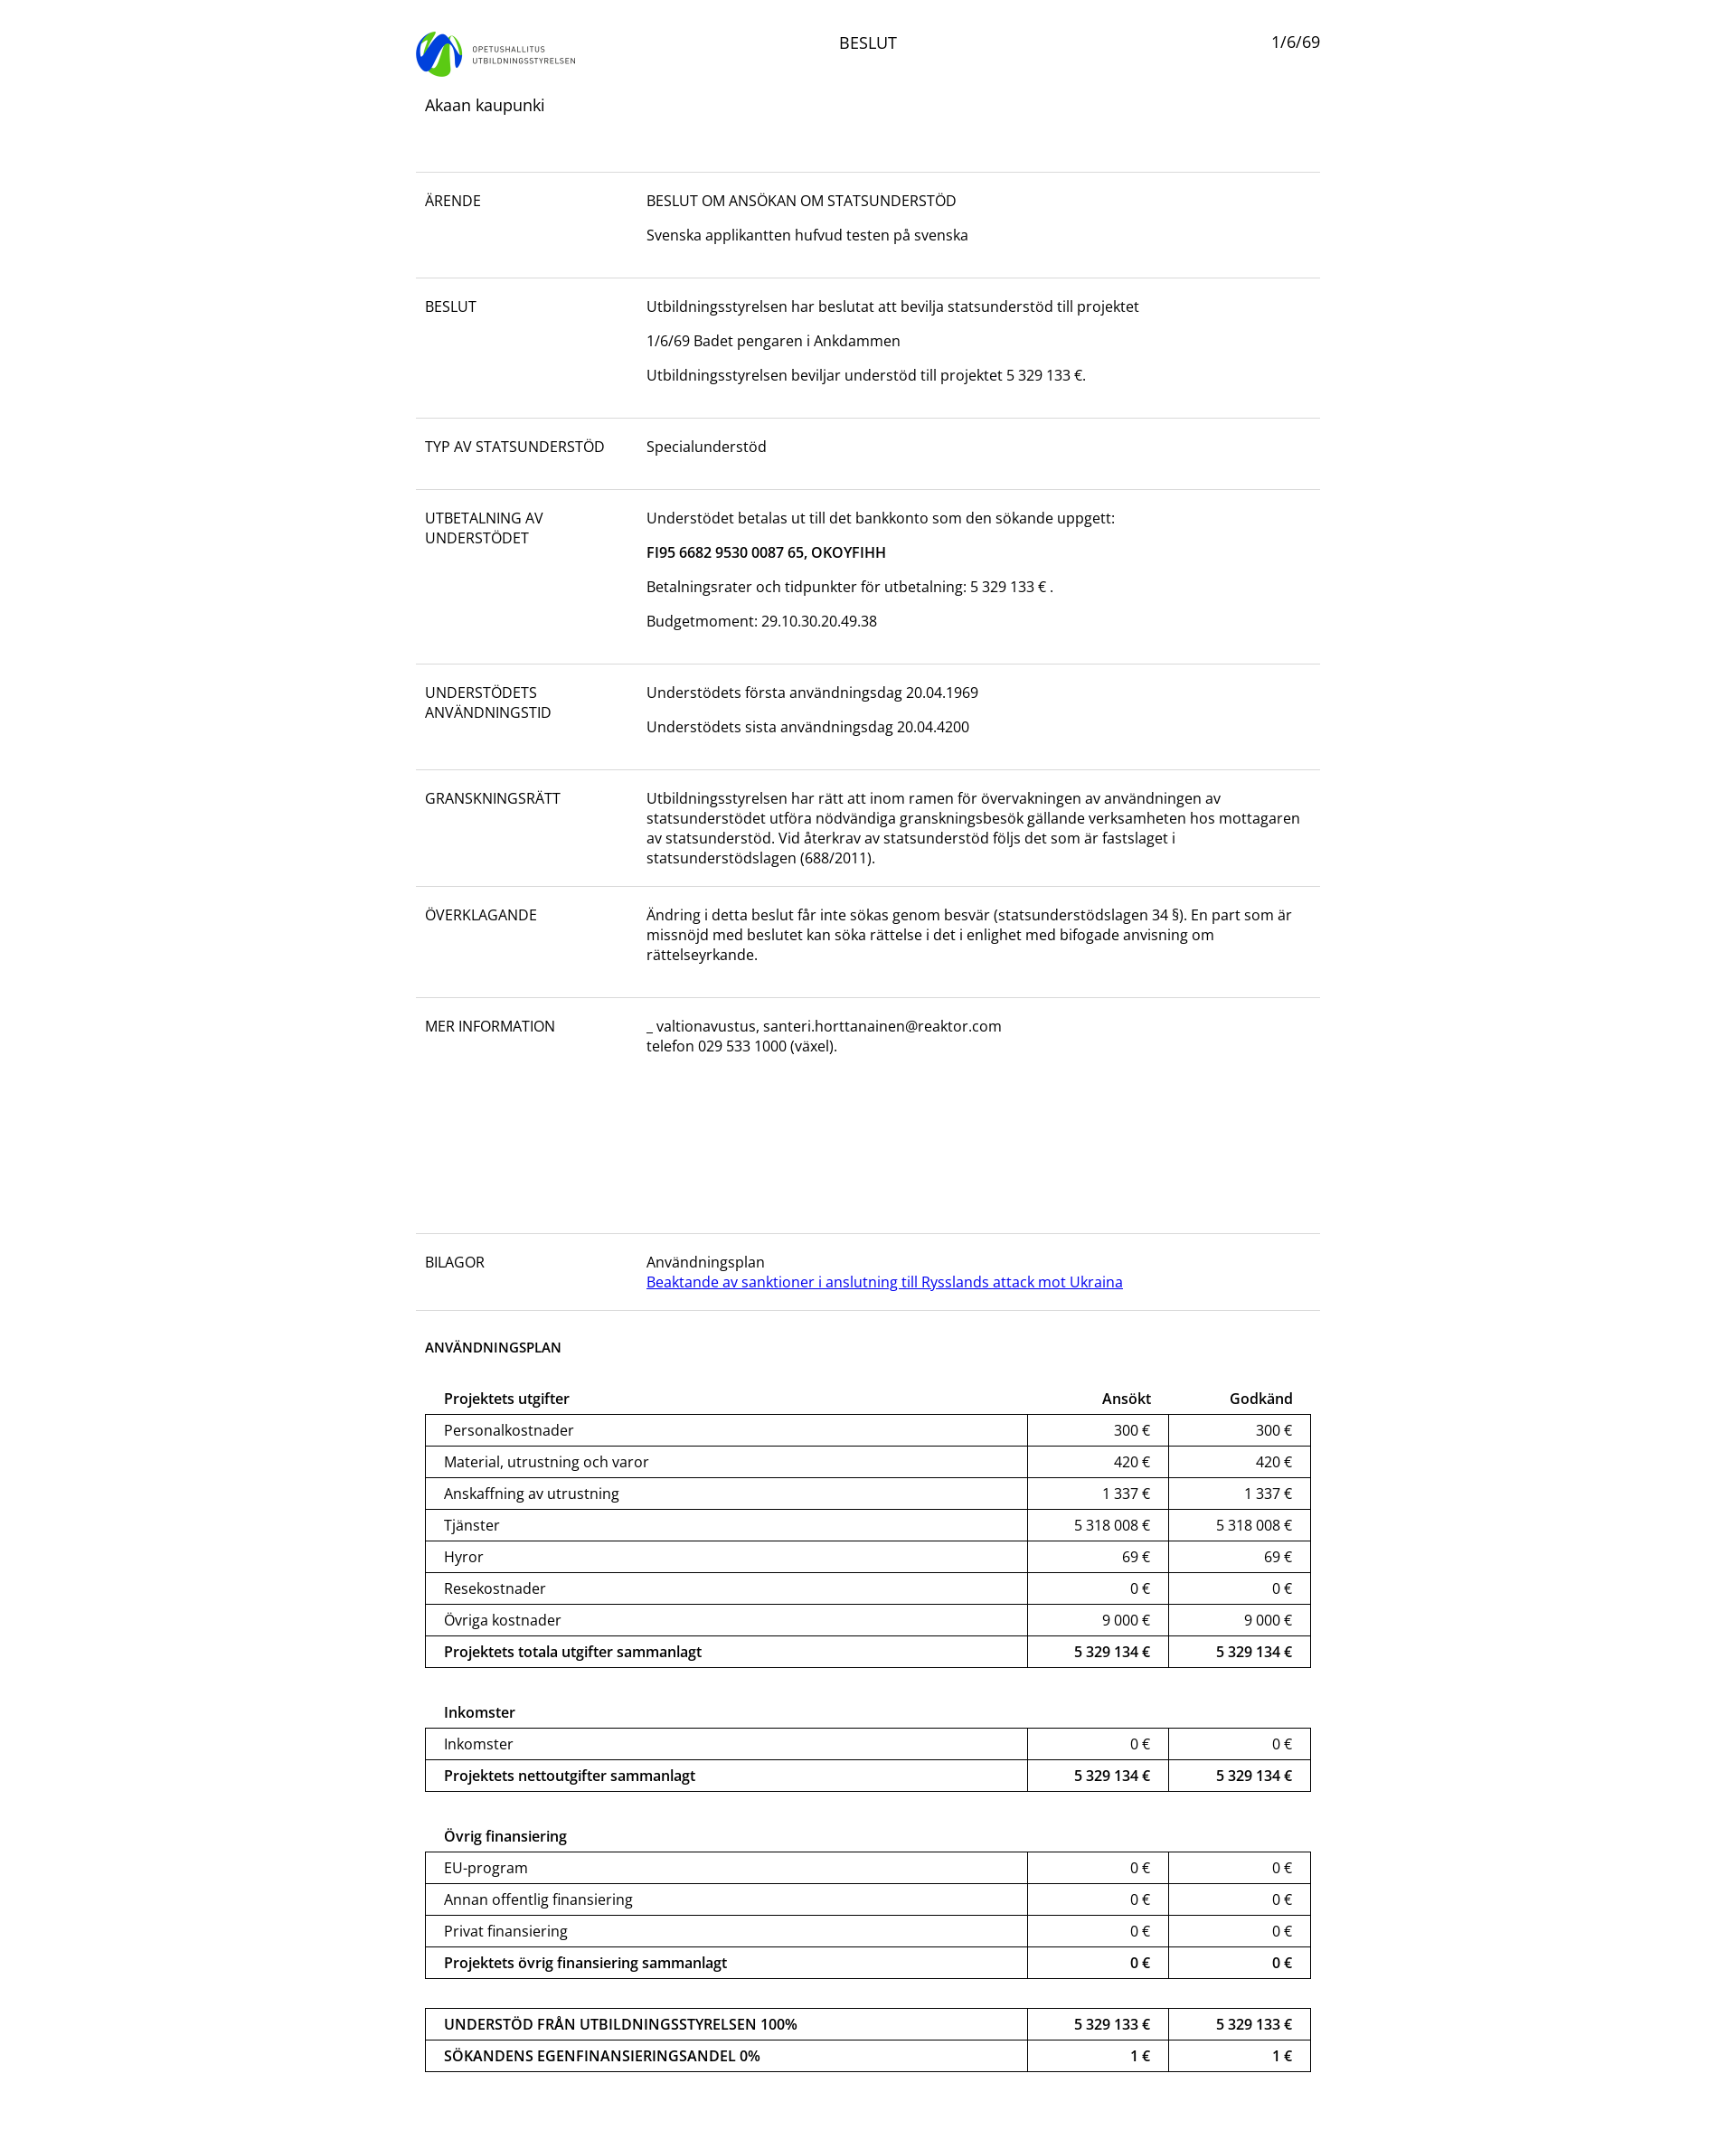 OPETUSHALLITUS
UTBILDNINGSSTYRELSEN
BESLUT
1/6/69
Akaan kaupunki
ÄRENDE
BESLUT OM ANSÖKAN OM STATSUNDERSTÖD
Svenska applikantten hufvud testen på svenska
BESLUT
Utbildningsstyrelsen har beslutat att bevilja statsunderstöd till projektet
1/6/69 Badet pengaren i Ankdammen
Utbildningsstyrelsen beviljar understöd till projektet 5 329 133 €.
TYP AV STATSUNDERSTÖD
Specialunderstöd
UTBETALNING AV
UNDERSTÖDET
Understödet betalas ut till det bankkonto som den sökande uppgett:
FI95 6682 9530 0087 65, OKOYFIHH
Betalningsrater och tidpunkter för utbetalning: 5 329 133 € .
Budgetmoment: 29.10.30.20.49.38
UNDERSTÖDETS
ANVÄNDNINGSTID
Understödets första användningsdag 20.04.1969
Understödets sista användningsdag 20.04.4200
GRANSKNINGSRÄTT
Utbildningsstyrelsen har rätt att inom ramen för övervakningen av användningen av
statsunderstödet utföra nödvändiga granskningsbesök gällande verksamheten hos mottagaren
av statsunderstöd. Vid återkrav av statsunderstöd följs det som är fastslaget i
statsunderstödslagen (688/2011).
ÖVERKLAGANDE
Ändring i detta beslut får inte sökas genom besvär (statsunderstödslagen 34 §). En part som är
missnöjd med beslutet kan söka rättelse i det i enlighet med bifogade anvisning om
rättelseyrkande.
MER INFORMATION
_ valtionavustus, santeri.horttanainen@reaktor.com
telefon 029 533 1000 (växel).
BILAGOR
Användningsplan
Beaktande av sanktioner i anslutning till Rysslands attack mot Ukraina
ANVÄNDNINGSPLAN
Projektets utgifter Ansökt Godkänd
Personalkostnader 300 € 300 €
Material, utrustning och varor 420 € 420 €
Anskaffning av utrustning 1 337 € 1 337 €
Tjänster 5 318 008 € 5 318 008 €
Hyror 69 € 69 €
Resekostnader 0 € 0 €
Övriga kostnader 9 000 € 9 000 €
Projektets totala utgifter sammanlagt 5 329 134 € 5 329 134 €
Inkomster
Inkomster 0 € 0 €
Projektets nettoutgifter sammanlagt 5 329 134 € 5 329 134 €
Övrig finansiering
EU-program 0 € 0 €
Annan offentlig finansiering 0 € 0 €
Privat finansiering 0 € 0 €
Projektets övrig finansiering sammanlagt 0 € 0 €
UNDERSTÖD FRÅN UTBILDNINGSSTYRELSEN 100% 5 329 133 € 5 329 133 €
SÖKANDENS EGENFINANSIERINGSANDEL 0% 1 € 1 €